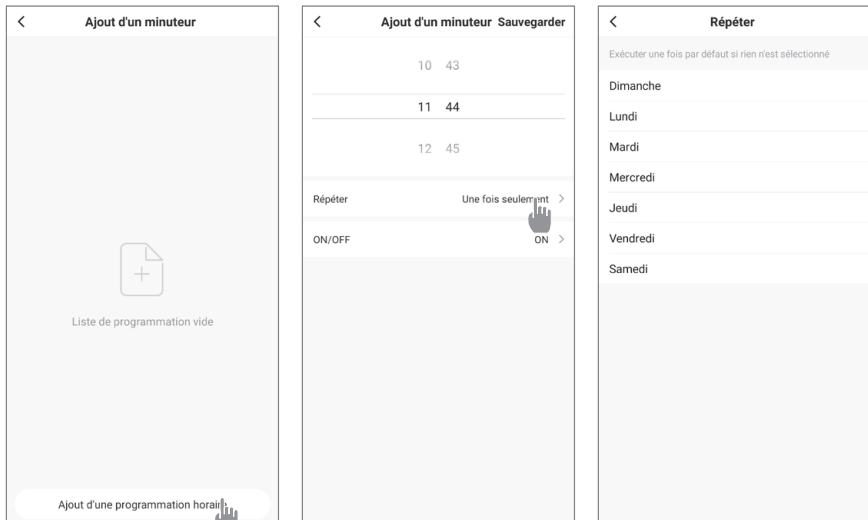 Ajout d'un minuteur
Liste de programmation vide
Ajout d'une programmation horaire
Ajout d'un minuteur Sauvegarder
10 43
11 44
12 45
Répéter Une fois seulement
ON/OFF ON
Répéter
Exécuter une fois par défaut si rien n'est sélectionné
Dimanche
Lundi
Mardi
Mercredi
Jeudi
Vendredi
Samedi